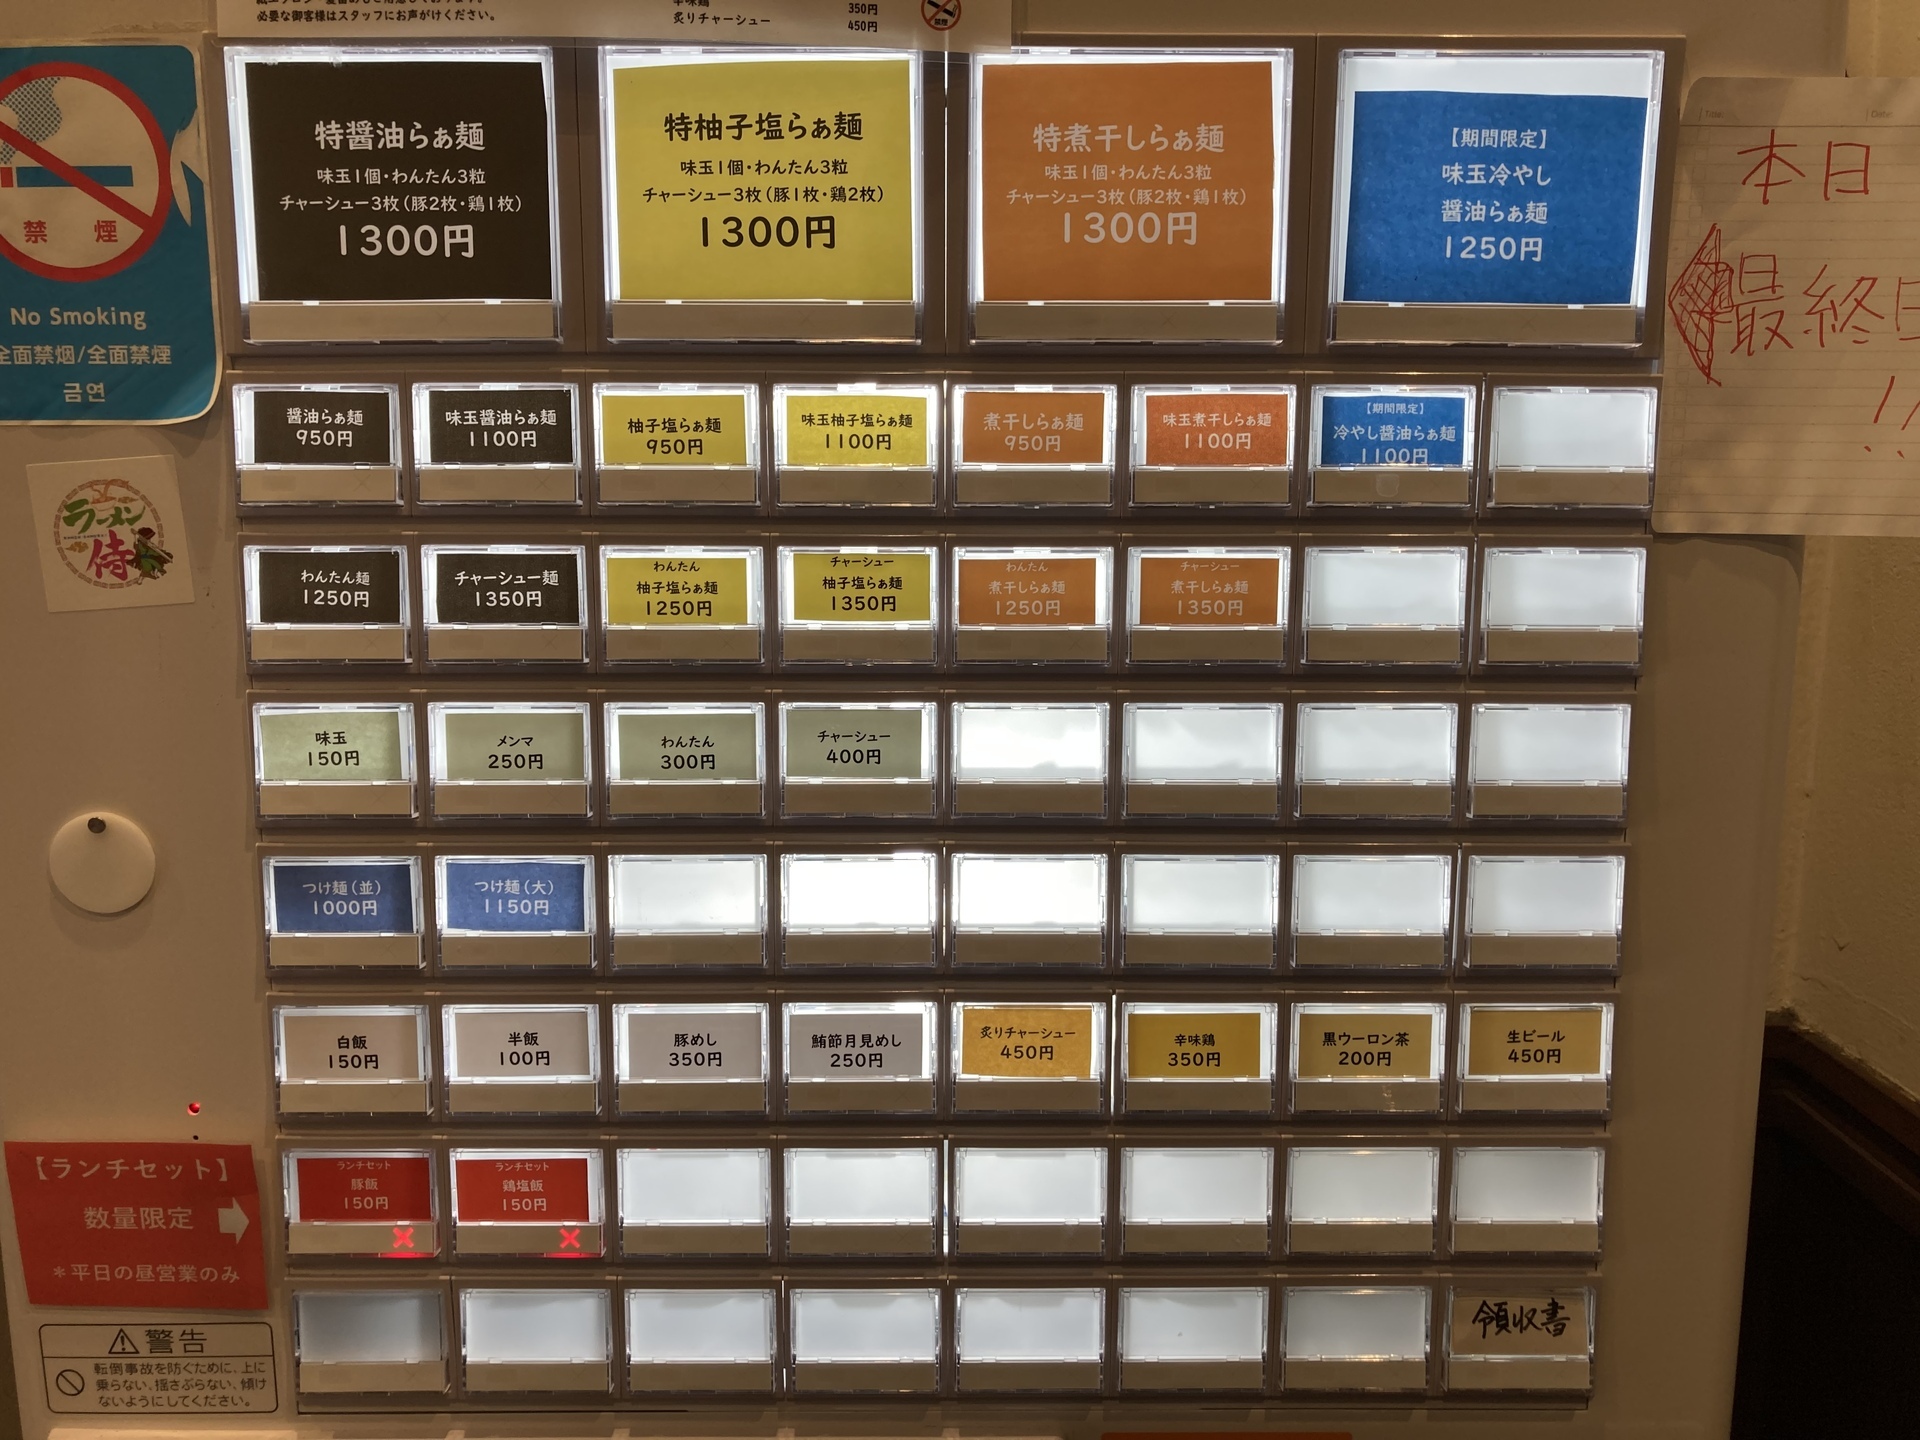 必要な御客様はスタッフにお声がけください。
350円
炙りチャーシュー
450円
禁煙
No Smoking
全面禁烟/全面禁煙
금연
特醤油らぁ麺
味玉1個・わんたん3粒
チャーシュー3枚(豚2枚・鶏1枚)
1300円
特柚子塩らぁ麺
味玉1個・わんたん3粒
チャーシュー3枚(豚1枚・鶏2枚)
1300円
特煮干しらぁ麺
味玉1個・わんたん3粒
チャーシュー3枚(豚2枚・鶏1枚)
1300円
【期間限定】
味玉冷やし
醤油らぁ麺
1250円
本日
最終日
!!
醤油らぁ麺
950円
味玉醤油らぁ麺
1100円
柚子塩らぁ麺
950円
味玉柚子塩らぁ麺
1100円
煮干しらぁ麺
950円
味玉煮干しらぁ麺
1100円
【期間限定】
冷やし醤油らぁ麺
1100円
ラーメン
侍
わんたん麺
1250円
チャーシュー麺
1350円
わんたん
柚子塩らぁ麺
1250円
チャーシュー
柚子塩らぁ麺
1350円
わんたん
煮干しらぁ麺
1250円
チャーシュー
煮干しらぁ麺
1350円
味玉
150円
メンマ
250円
わんたん
300円
チャーシュー
400円
つけ麺(並)
1000円
つけ麺(大)
1150円
白飯
150円
半飯
100円
豚めし
350円
鮪節月見めし
250円
炙りチャーシュー
450円
辛味鶏
350円
黒ウーロン茶
200円
生ビール
450円
【ランチセット】
数量限定
*平日の昼営業のみ
ランチセット
豚飯
150円
ランチセット
鶏塩飯
150円
領収書
警告
転倒事故を防ぐために、上に
乗らない、揺さぶらない、傾け
ないようにしてください。